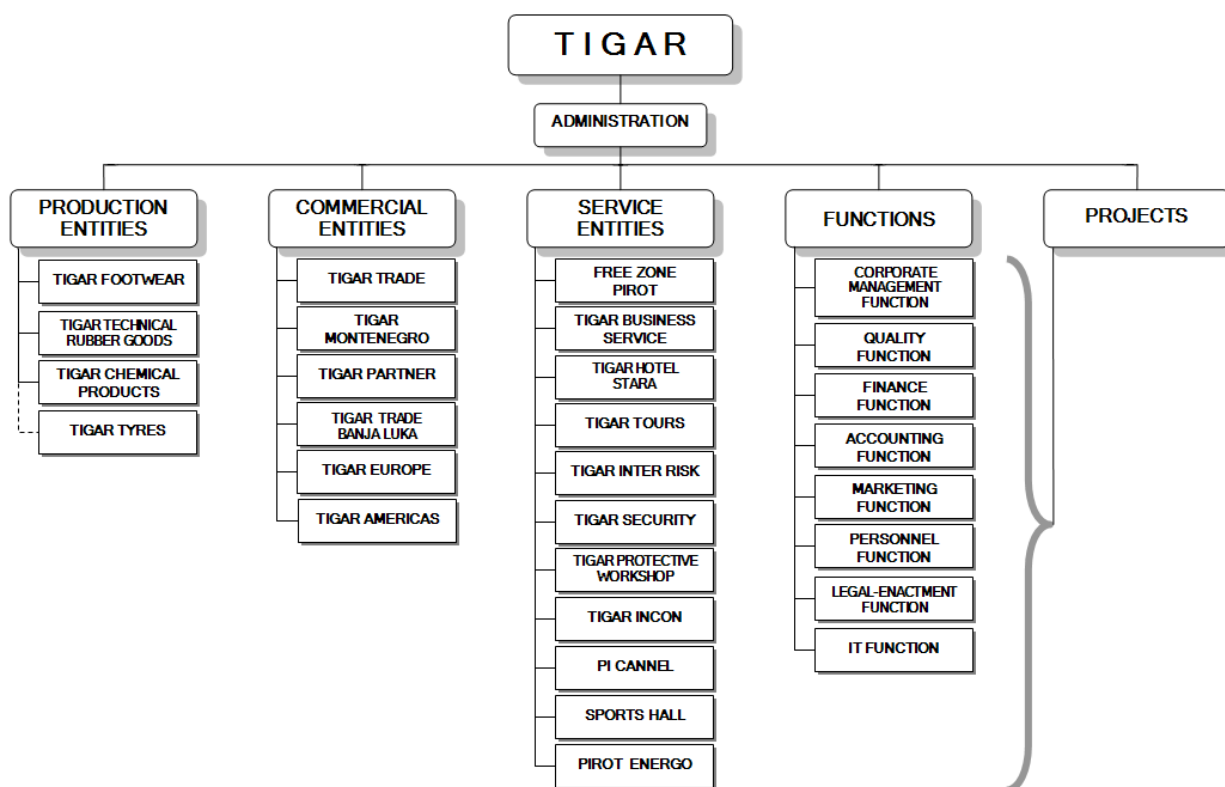 TIGAR
ADMINISTRATION
PRODUCTION
ENTITIES
TIGAR FOOTWEAR
TIGAR TECHNICAL
RUBBER GOODS
TIGAR CHEMICAL
PRODUCTS
TIGAR TYRES
COMMERCIAL
ENTITIES
TIGAR TRADE
TIGAR
MONTENEGRO
TIGAR PARTNER
TIGAR TRADE
BANJA LUKA
TIGAR EUROPE
TIGAR AMERICAS
SERVICE
ENTITIES
FREE ZONE
PIROT
TIGAR BUSINESS
SERVICE
TIGAR HOTEL
STARA
TIGAR TOURS
TIGAR INTER RISK
TIGAR SECURITY
TIGAR PROTECTIVE
WORKSHOP
TIGAR INCON
PI CANNEL
SPORTS HALL
PIROT ENERGO
FUNCTIONS
CORPORATE
MANAGEMENT
FUNCTION
QUALITY
FUNCTION
FINANCE
FUNCTION
ACCOUNTING
FUNCTION
MARKETING
FUNCTION
PERSONNEL
FUNCTION
LEGAL-ENACTMENT
FUNCTION
IT FUNCTION
PROJECTS